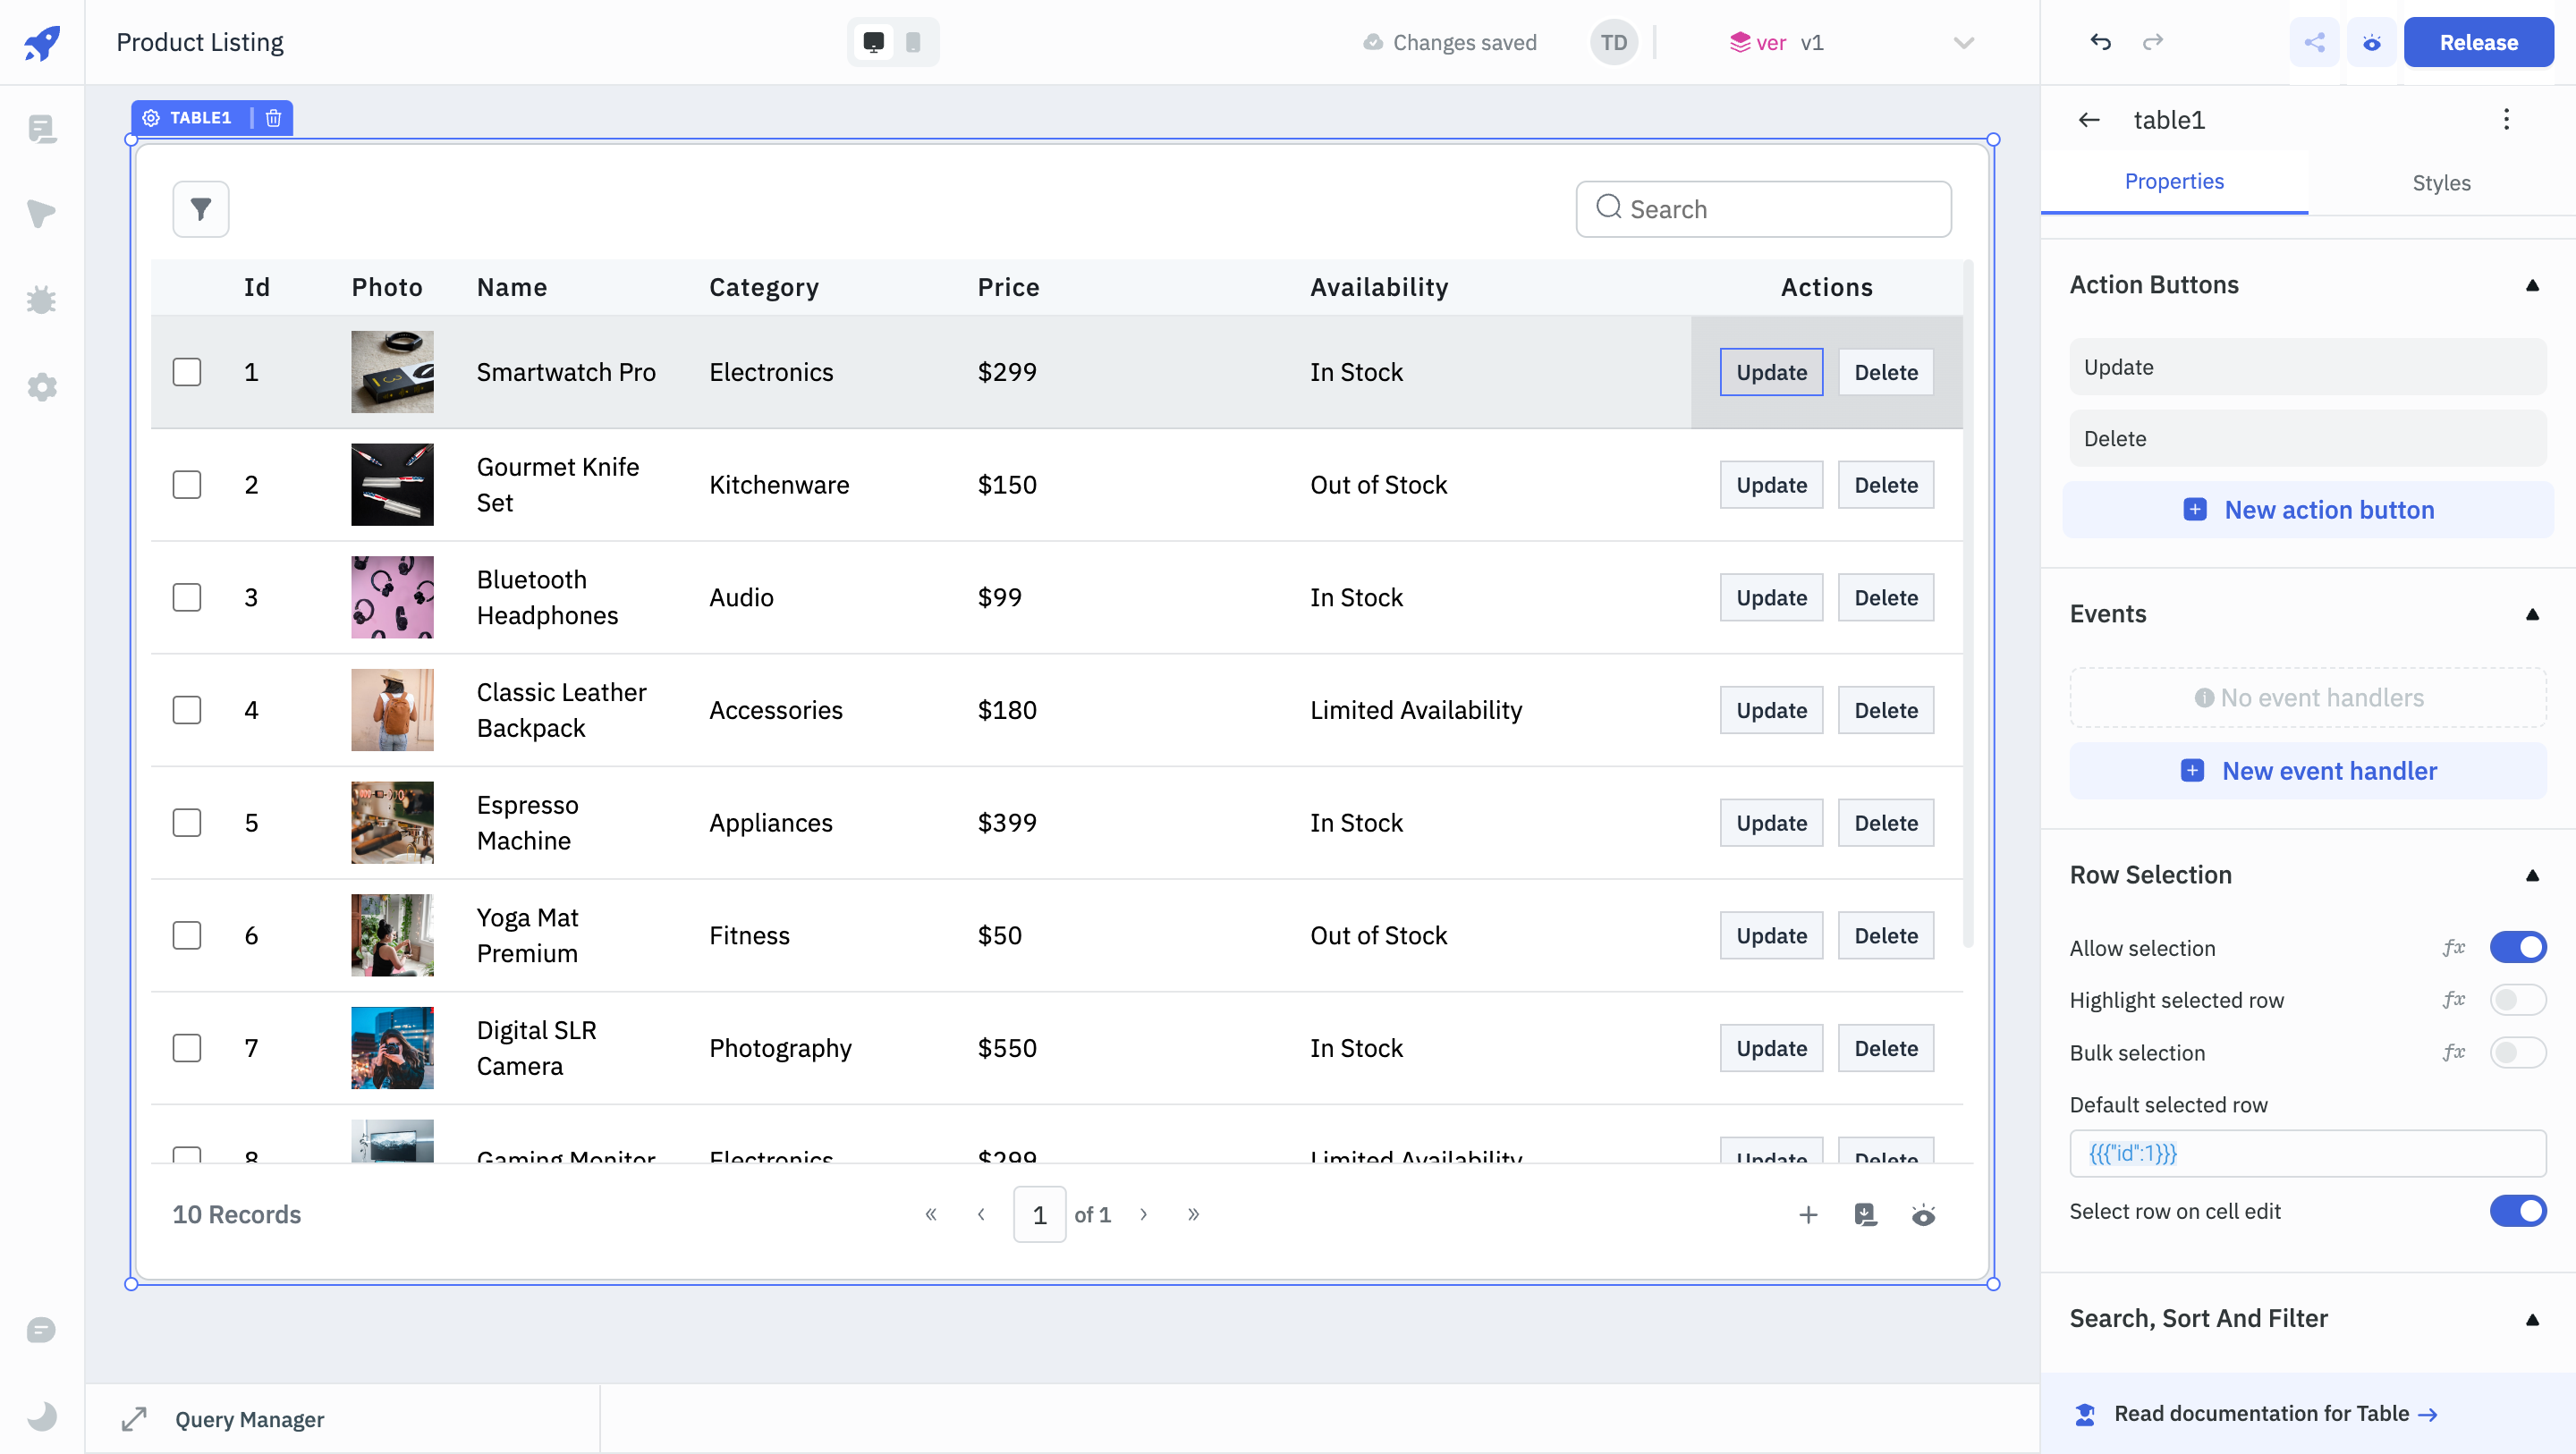 Product Listing
Changes saved
TD
ver v1
Release
TABLE1
Search
Id Photo Name Category Price Availability Actions
1 Smartwatch Pro Electronics $299 In Stock Update Delete
2 Gourmet Knife Set Kitchenware $150 Out of Stock Update Delete
3 Bluetooth Headphones Audio $99 In Stock Update Delete
4 Classic Leather Backpack Accessories $180 Limited Availability Update Delete
5 Espresso Machine Appliances $399 In Stock Update Delete
6 Yoga Mat Premium Fitness $50 Out of Stock Update Delete
7 Digital SLR Camera Photography $550 In Stock Update Delete
8 Gaming Monitor Electronics $299 Limited Availability Update Delete
10 Records
« ‹ 1 of 1 › »
Query Manager
table1
Properties
Styles
Action Buttons
Update
Delete
New action button
Events
No event handlers
New event handler
Row Selection
Allow selection fx
Highlight selected row fx
Bulk selection fx
Default selected row
{{{"id":1}}}
Select row on cell edit
Search, Sort And Filter
Read documentation for Table →